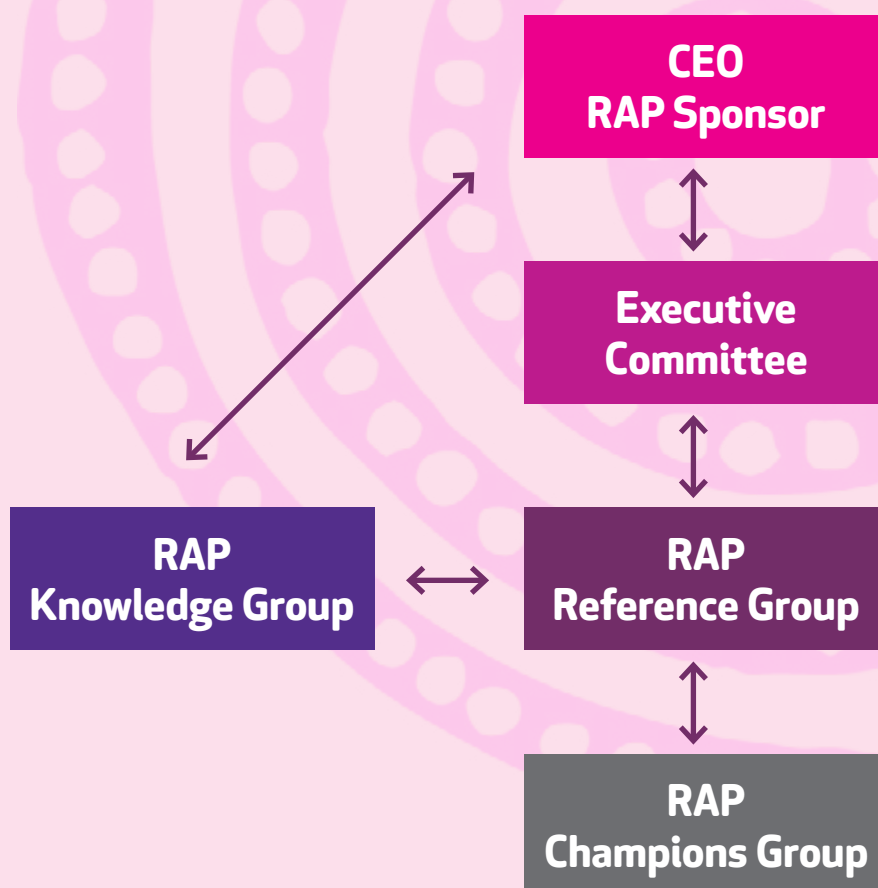 CEO
RAP Sponsor
Executive
Committee
RAP
Knowledge Group
RAP
Reference Group
RAP
Champions Group